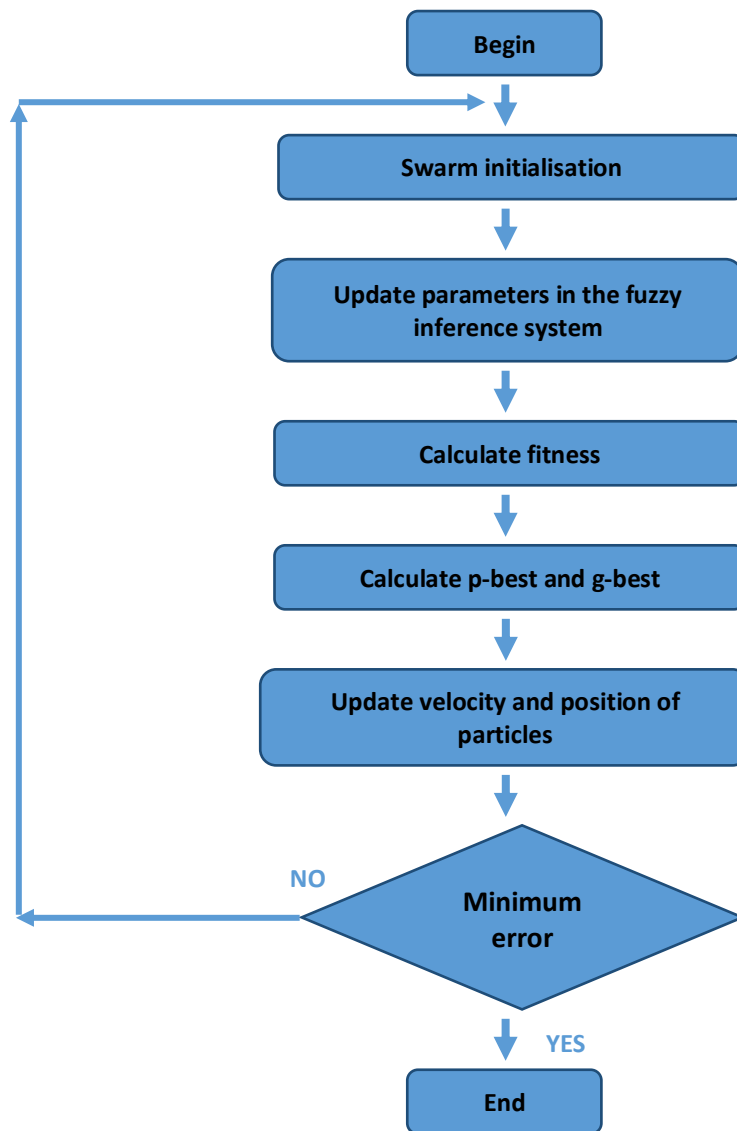 Begin
Swarm initialisation
Update parameters in the fuzzy
inference system
Calculate fitness
Calculate p-best and g-best
Update velocity and position of
particles
NO
Minimum
error
YES
End